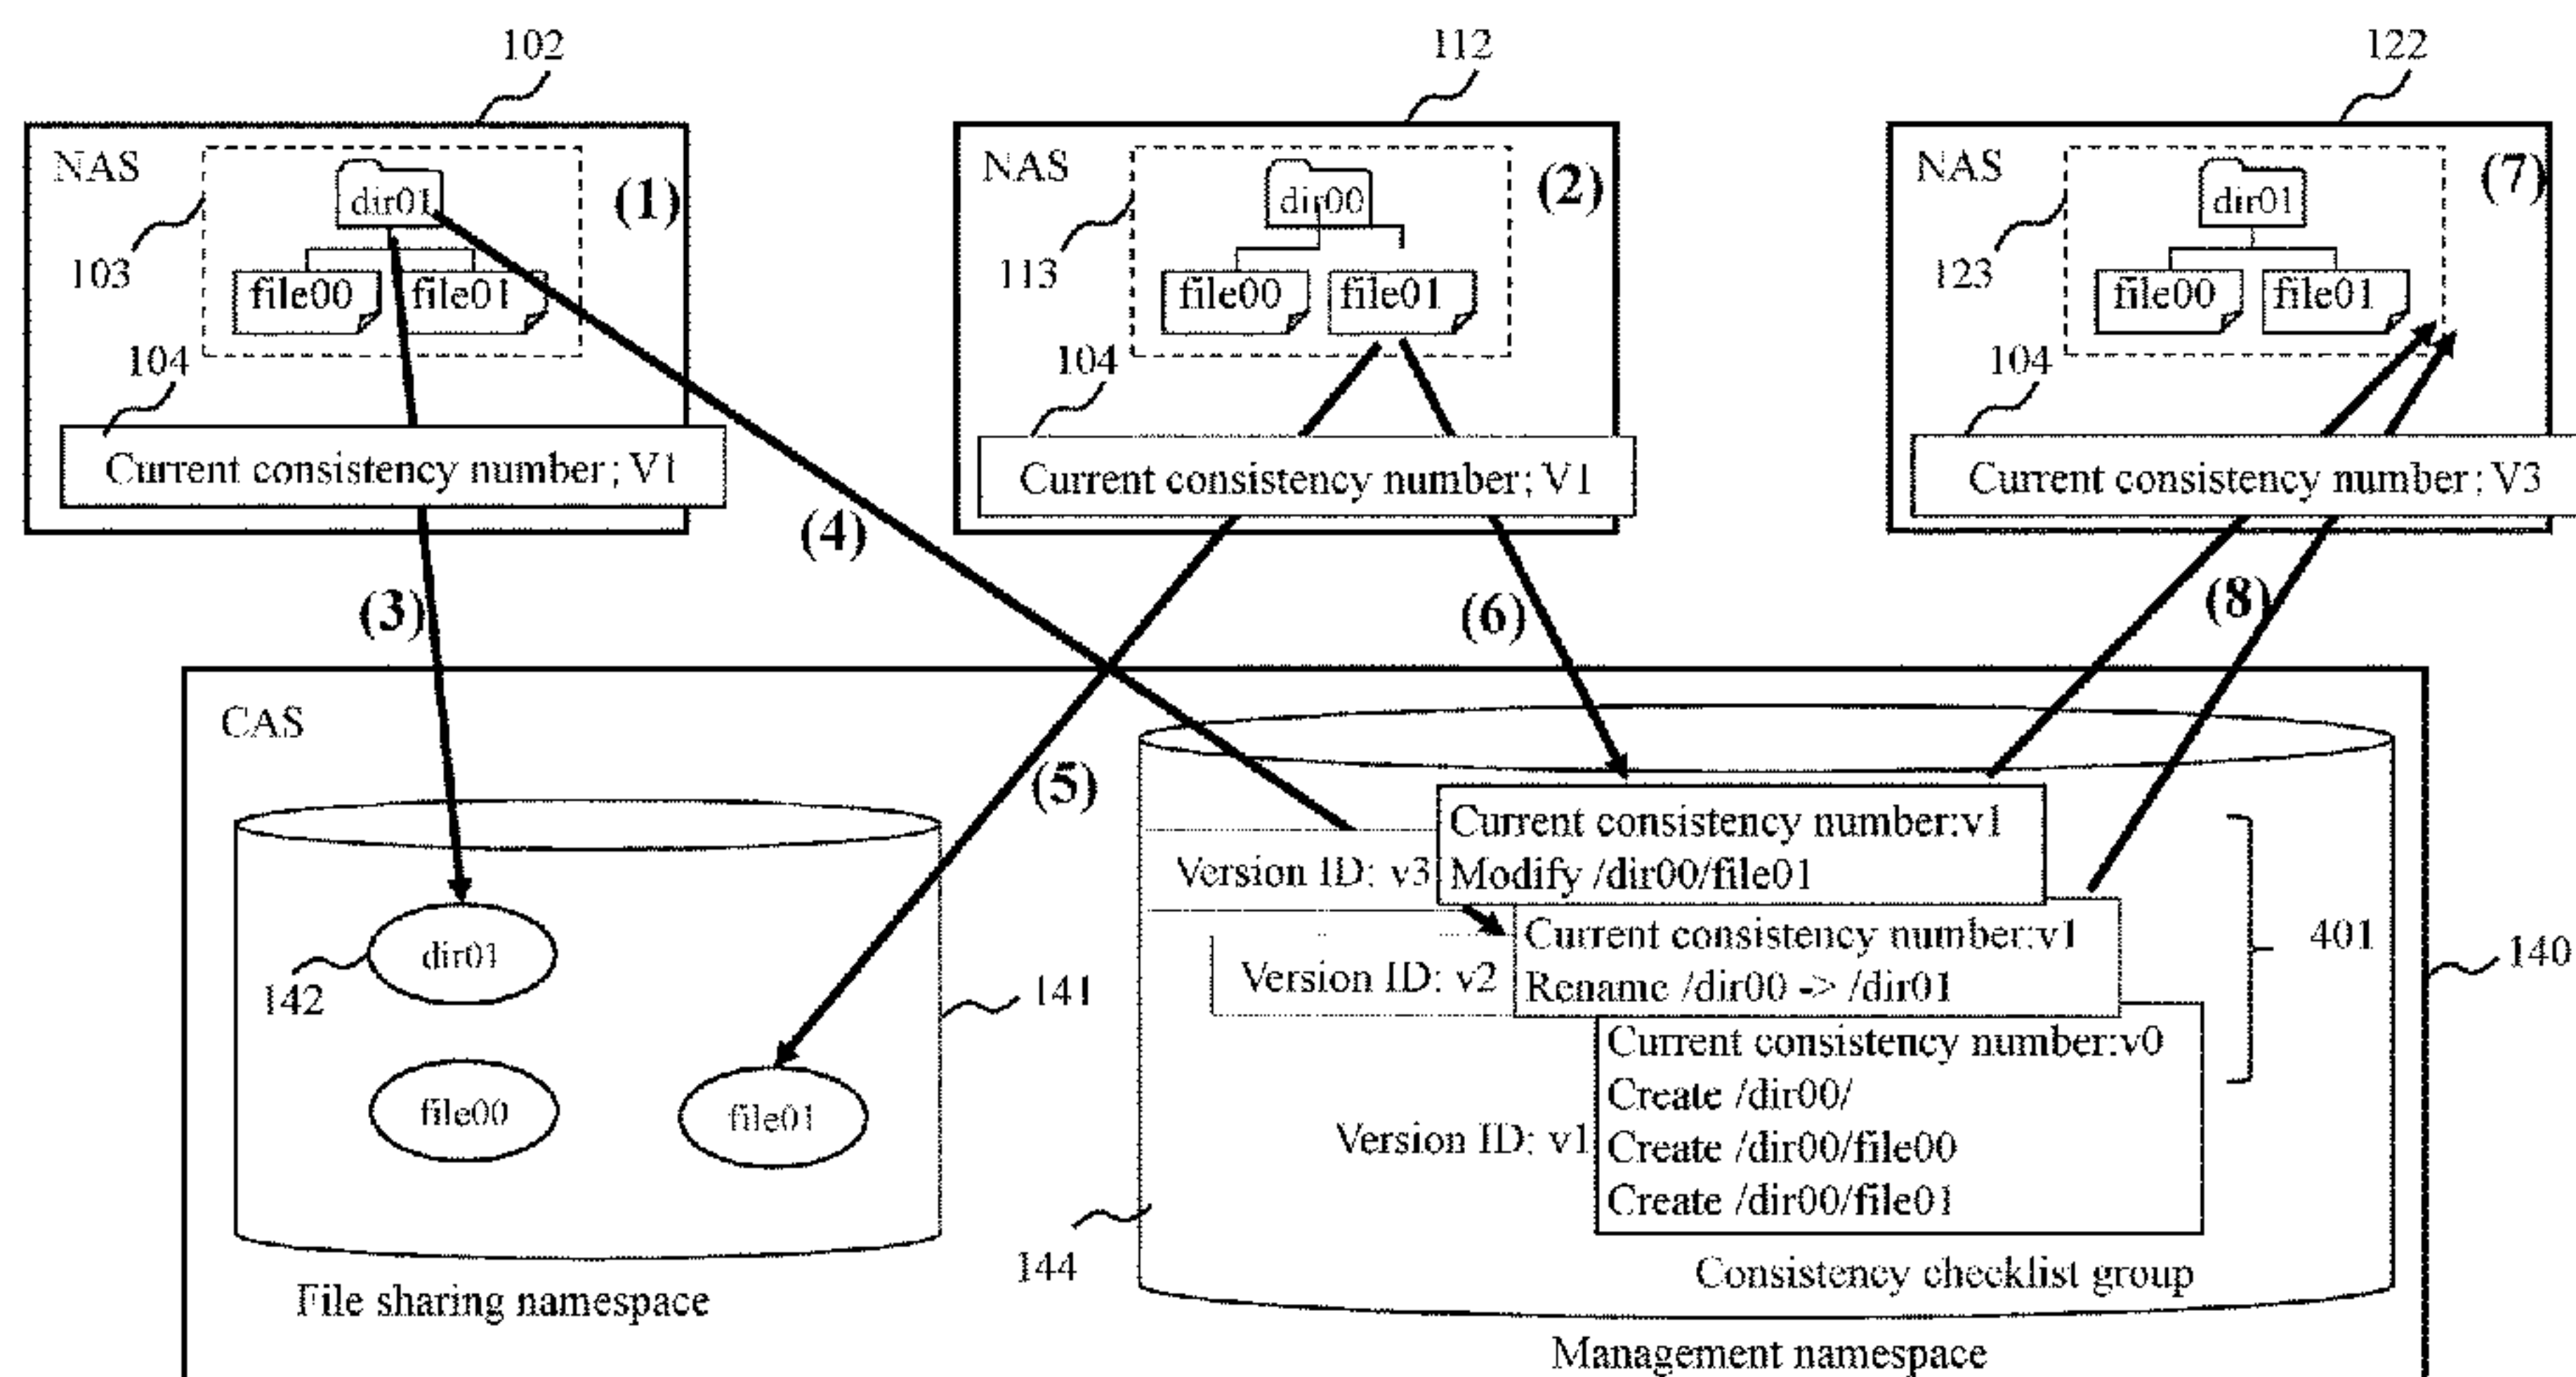 102
112
122
NAS
dir01
(1)
file00
file01
103
104
Current consistency number; V1
NAS
dir00
(2)
file00
file01
113
104
Current consistency number; V1
NAS
dir01
(7)
file00
file01
123
104
Current consistency number; V3
(3)
(4)
(5)
(6)
(8)
CAS
dir01
142
141
file00
file01
File sharing namespace
Version ID: v3
Current consistency number:v1
Modify /dir00/file01
Version ID: v2
Current consistency number:v1
Rename /dir00 -> /dir01
Version ID: v1
Current consistency number:v0
Create /dir00/
Create /dir00/file00
Create /dir00/file01
401
140
144
Consistency checklist group
Management namespace